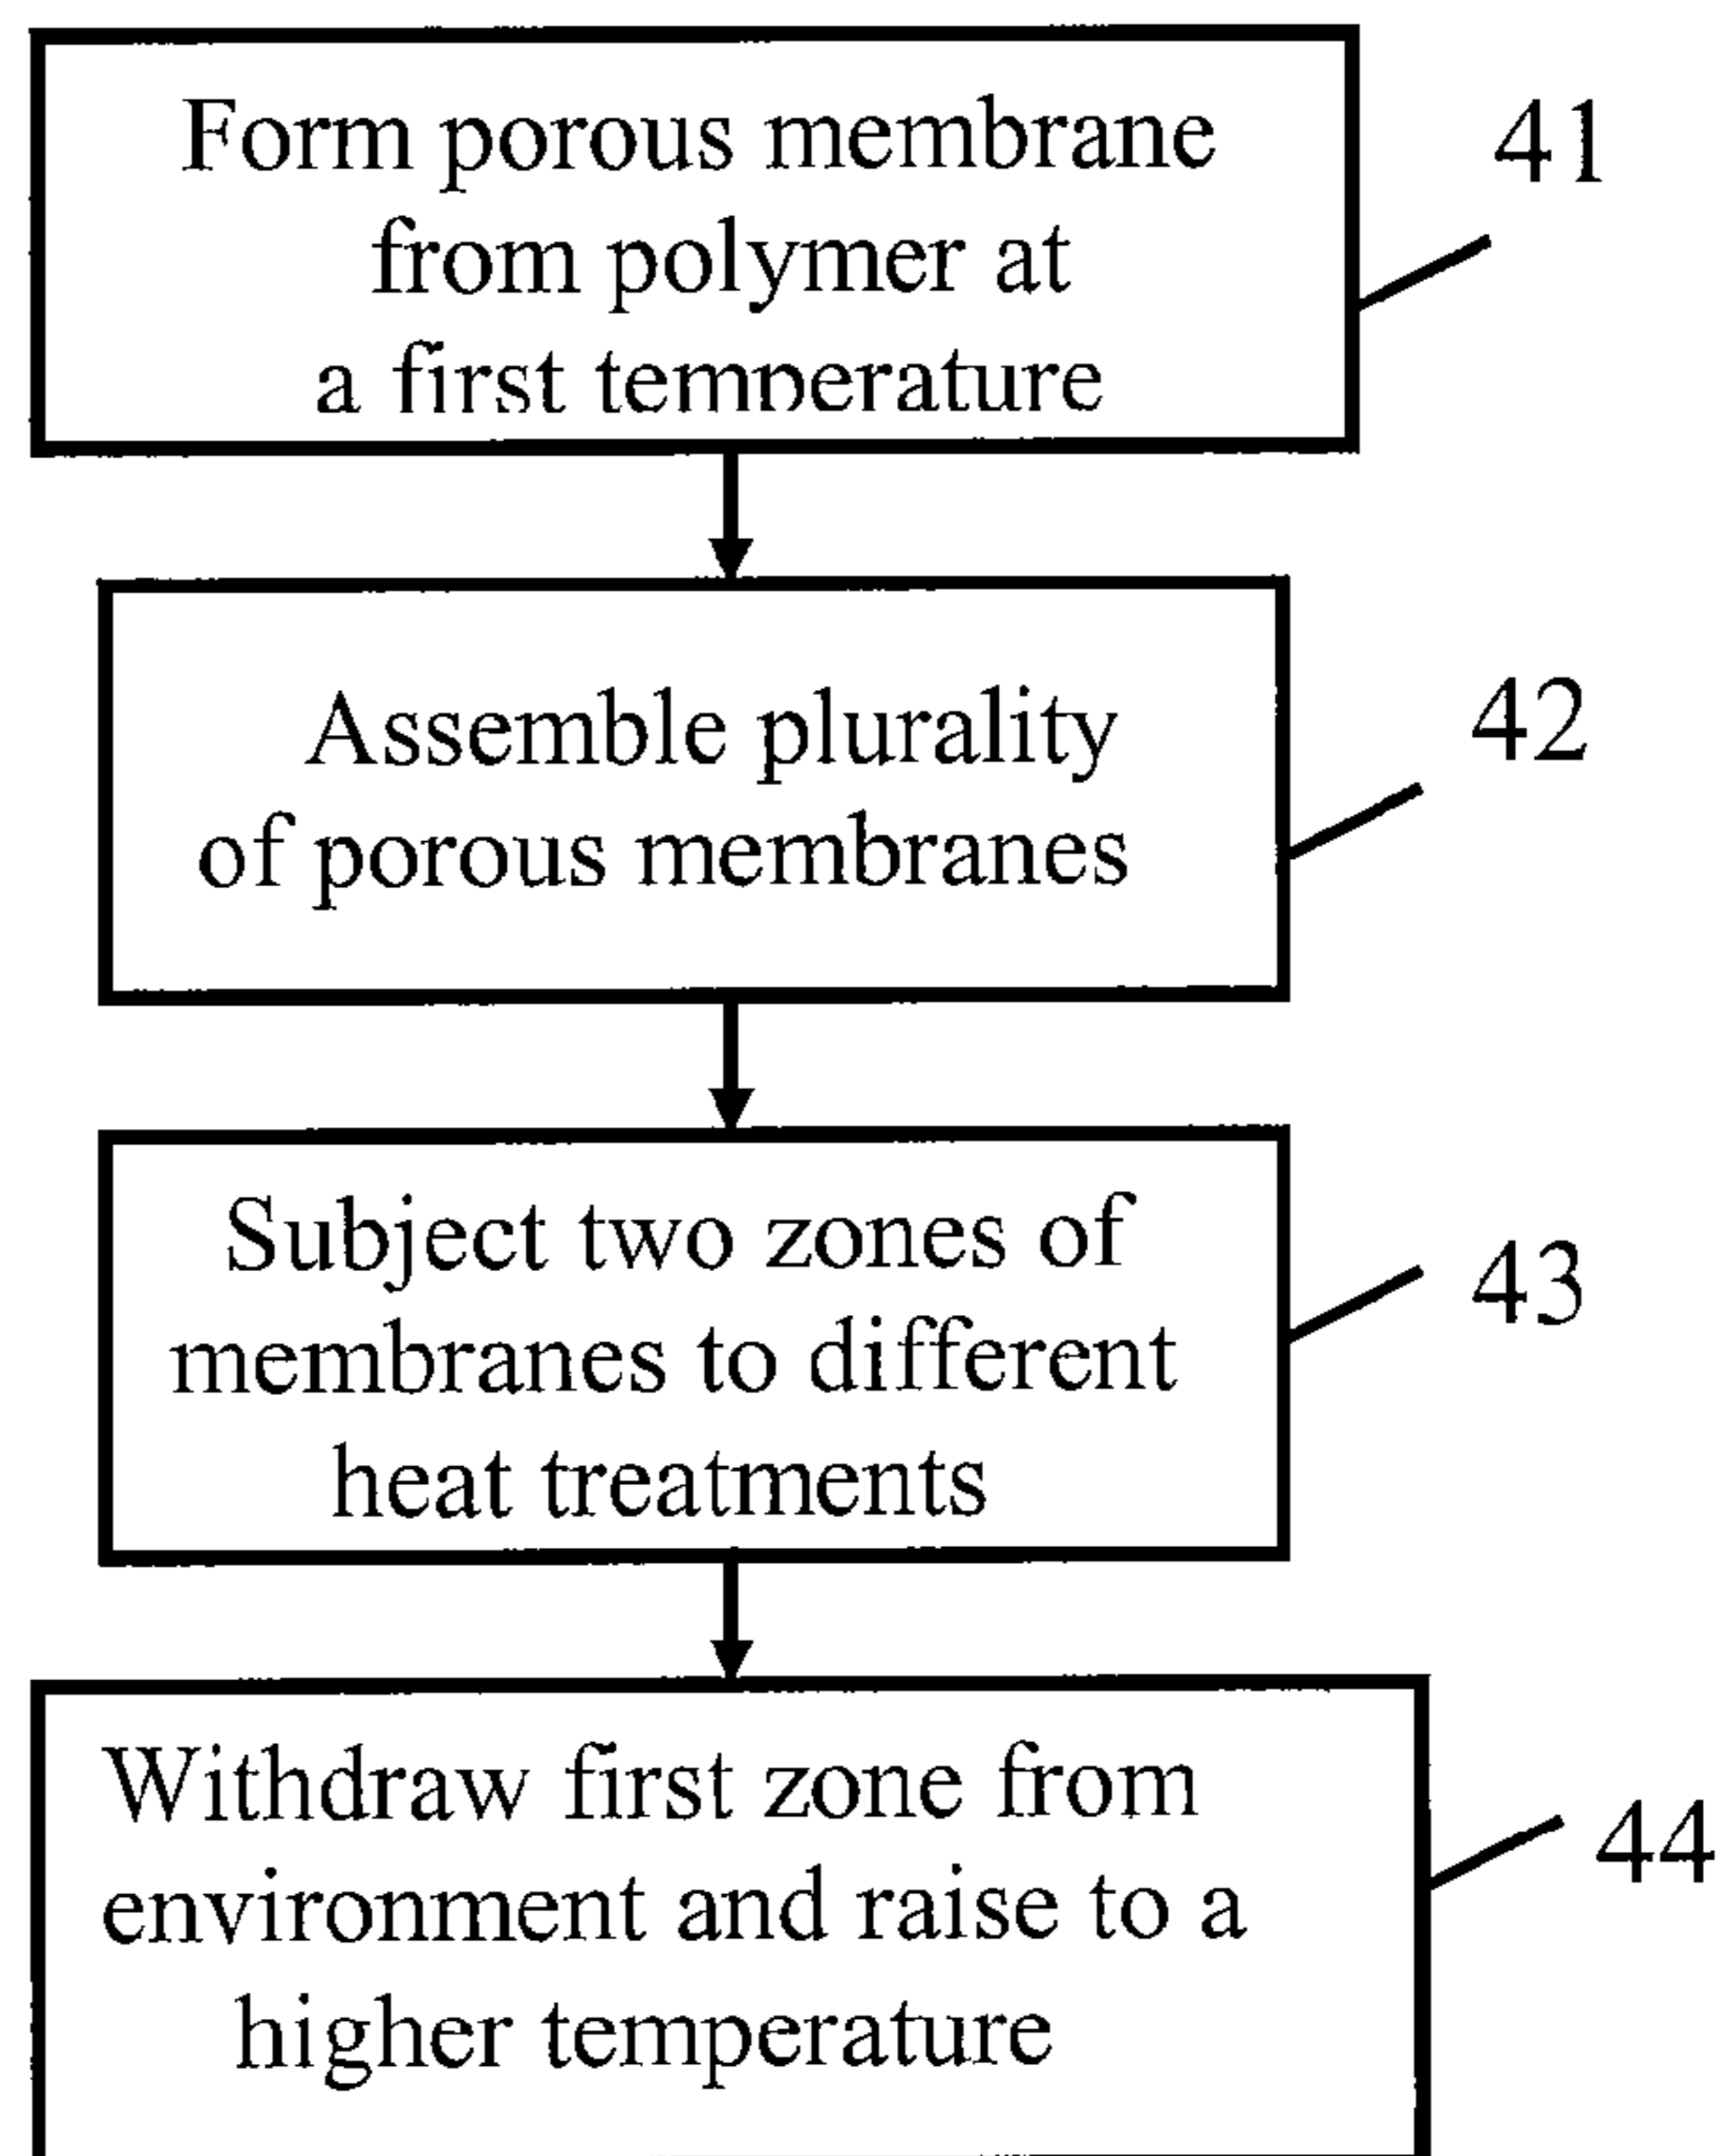 Form porous membrane
from polymer at
a first temperature
41
Assemble plurality
of porous membranes
42
Subject two zones of
membranes to different
heat treatments
43
Withdraw first zone from
environment and raise to a
higher temperature
44